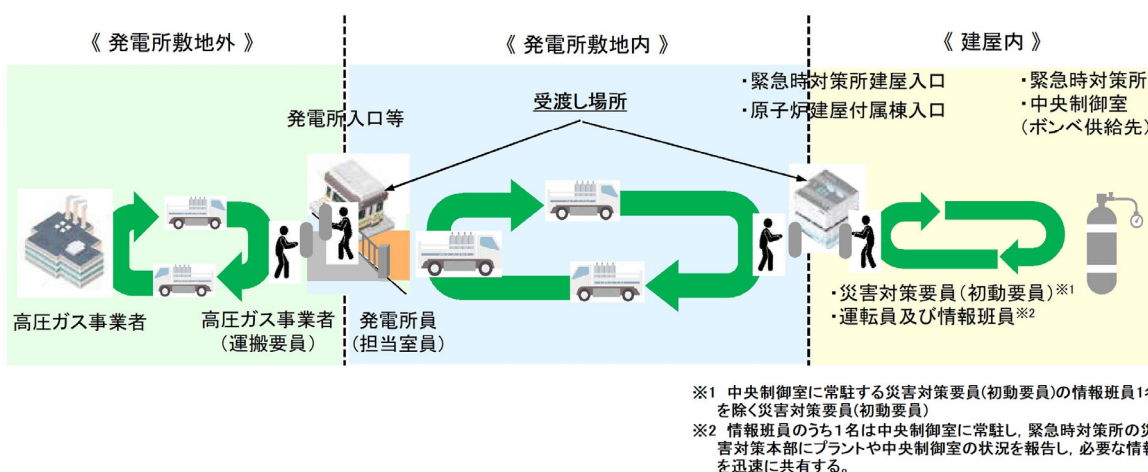 《 発電所敷地外 》
《 発電所敷地内 》
《 建屋内 》
発電所入口等
受渡し場所
・緊急時対策所建屋入口
・原子炉建屋付属棟入口
・緊急時対策所
・中央制御室
(ボンベ供給先)
高圧ガス事業者
高圧ガス事業者
(運搬要員)
発電所員
(担当室員)
・災害対策要員(初動要員)※1
・運転員及び情報班員※2
※1 中央制御室に常駐する災害対策要員(初動要員)の情報班員1名
を除く災害対策要員(初動要員)
※2 情報班員のうち1名は中央制御室に常駐し,緊急時対策所の災
害対策本部にプラントや中央制御室の状況を報告し,必要な情報
を迅速に共有する。